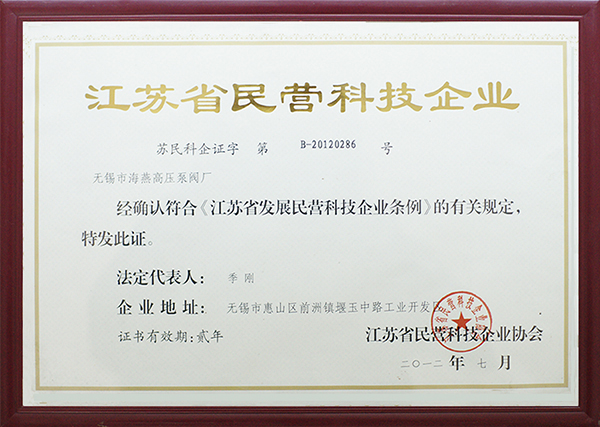 江苏省民营科技企业
苏民科企证字 第 B-20120286 号
无锡市海燕高压泵阀厂
经确认符合《江苏省发展民营科技企业条例》的有关规定,
特发此证。
法定代表人: 季刚
企业地址: 无锡市惠山区前洲镇堰玉中路工业开发区
证书有效期:贰年
江苏省民营科技企业协会
二〇一二年七月